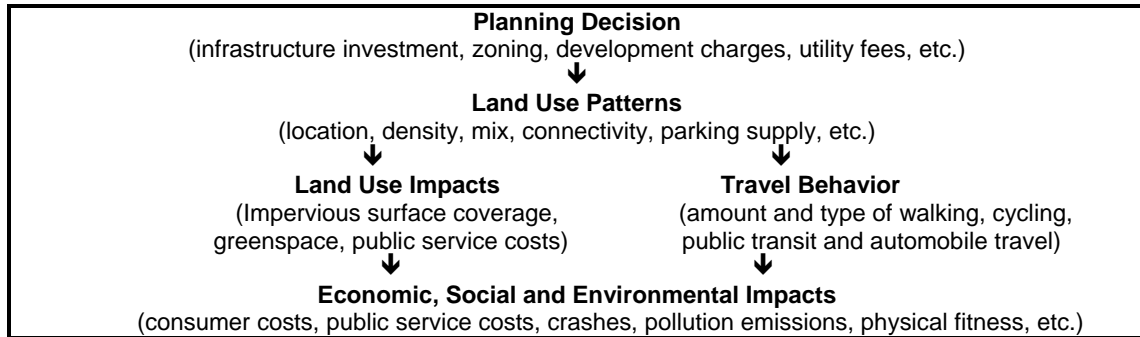 Planning Decision
(infrastructure investment, zoning, development charges, utility fees, etc.)
Land Use Patterns
(location, density, mix, connectivity, parking supply, etc.)
Land Use Impacts
(Impervious surface coverage,
greenspace, public service costs)
Travel Behavior
(amount and type of walking, cycling,
public transit and automobile travel)
Economic, Social and Environmental Impacts
(consumer costs, public service costs, crashes, pollution emissions, physical fitness, etc.)